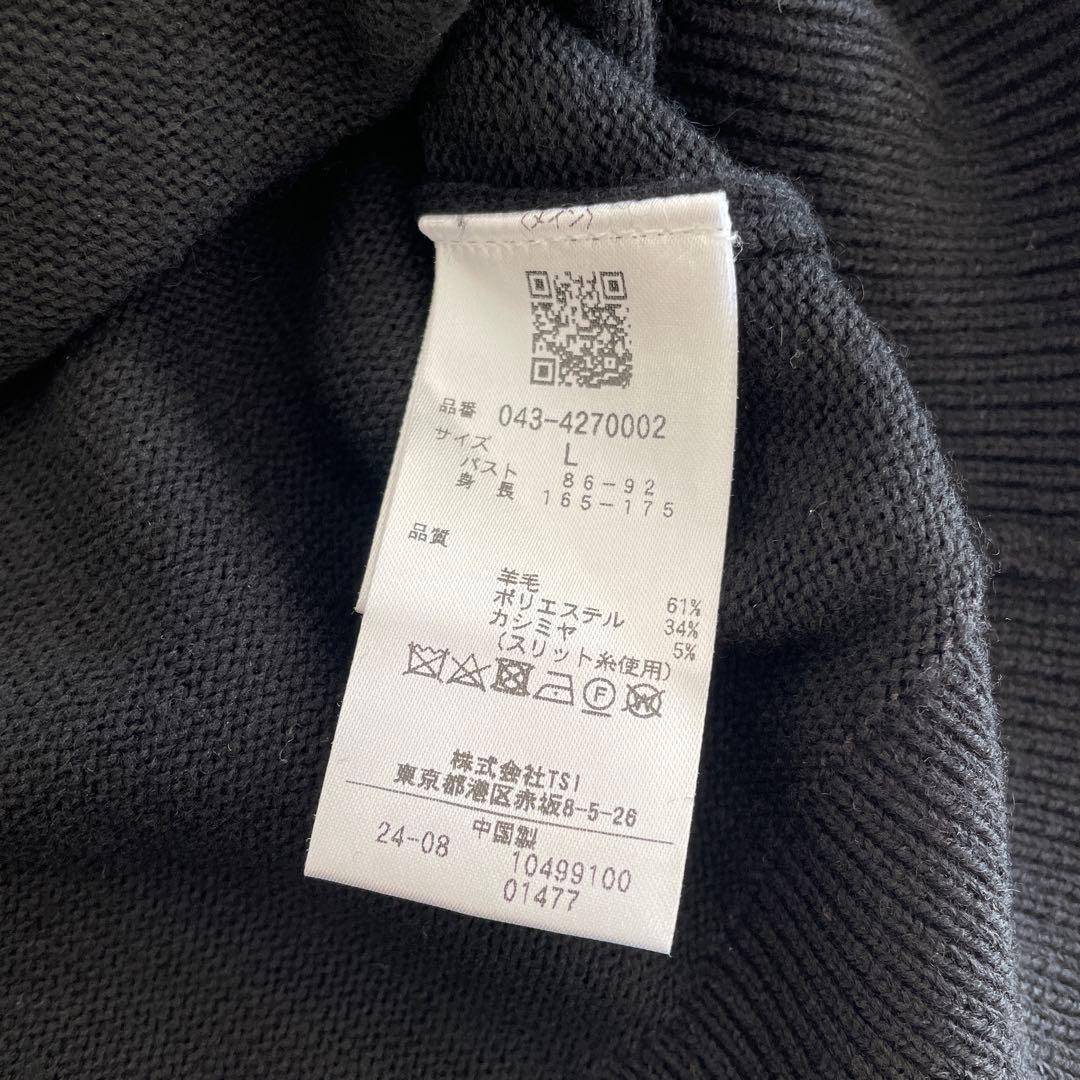 〈メイン〉
品番 043-4270002
サイズ L
バスト 86-92
身長 165-175
品質
羊毛 61%
ポリエステル 34%
カシミヤ 5%
(スリット糸使用)
F W
株式会社TSI
東京都港区赤坂8-5-26
中国製
24-08 10499100
01477